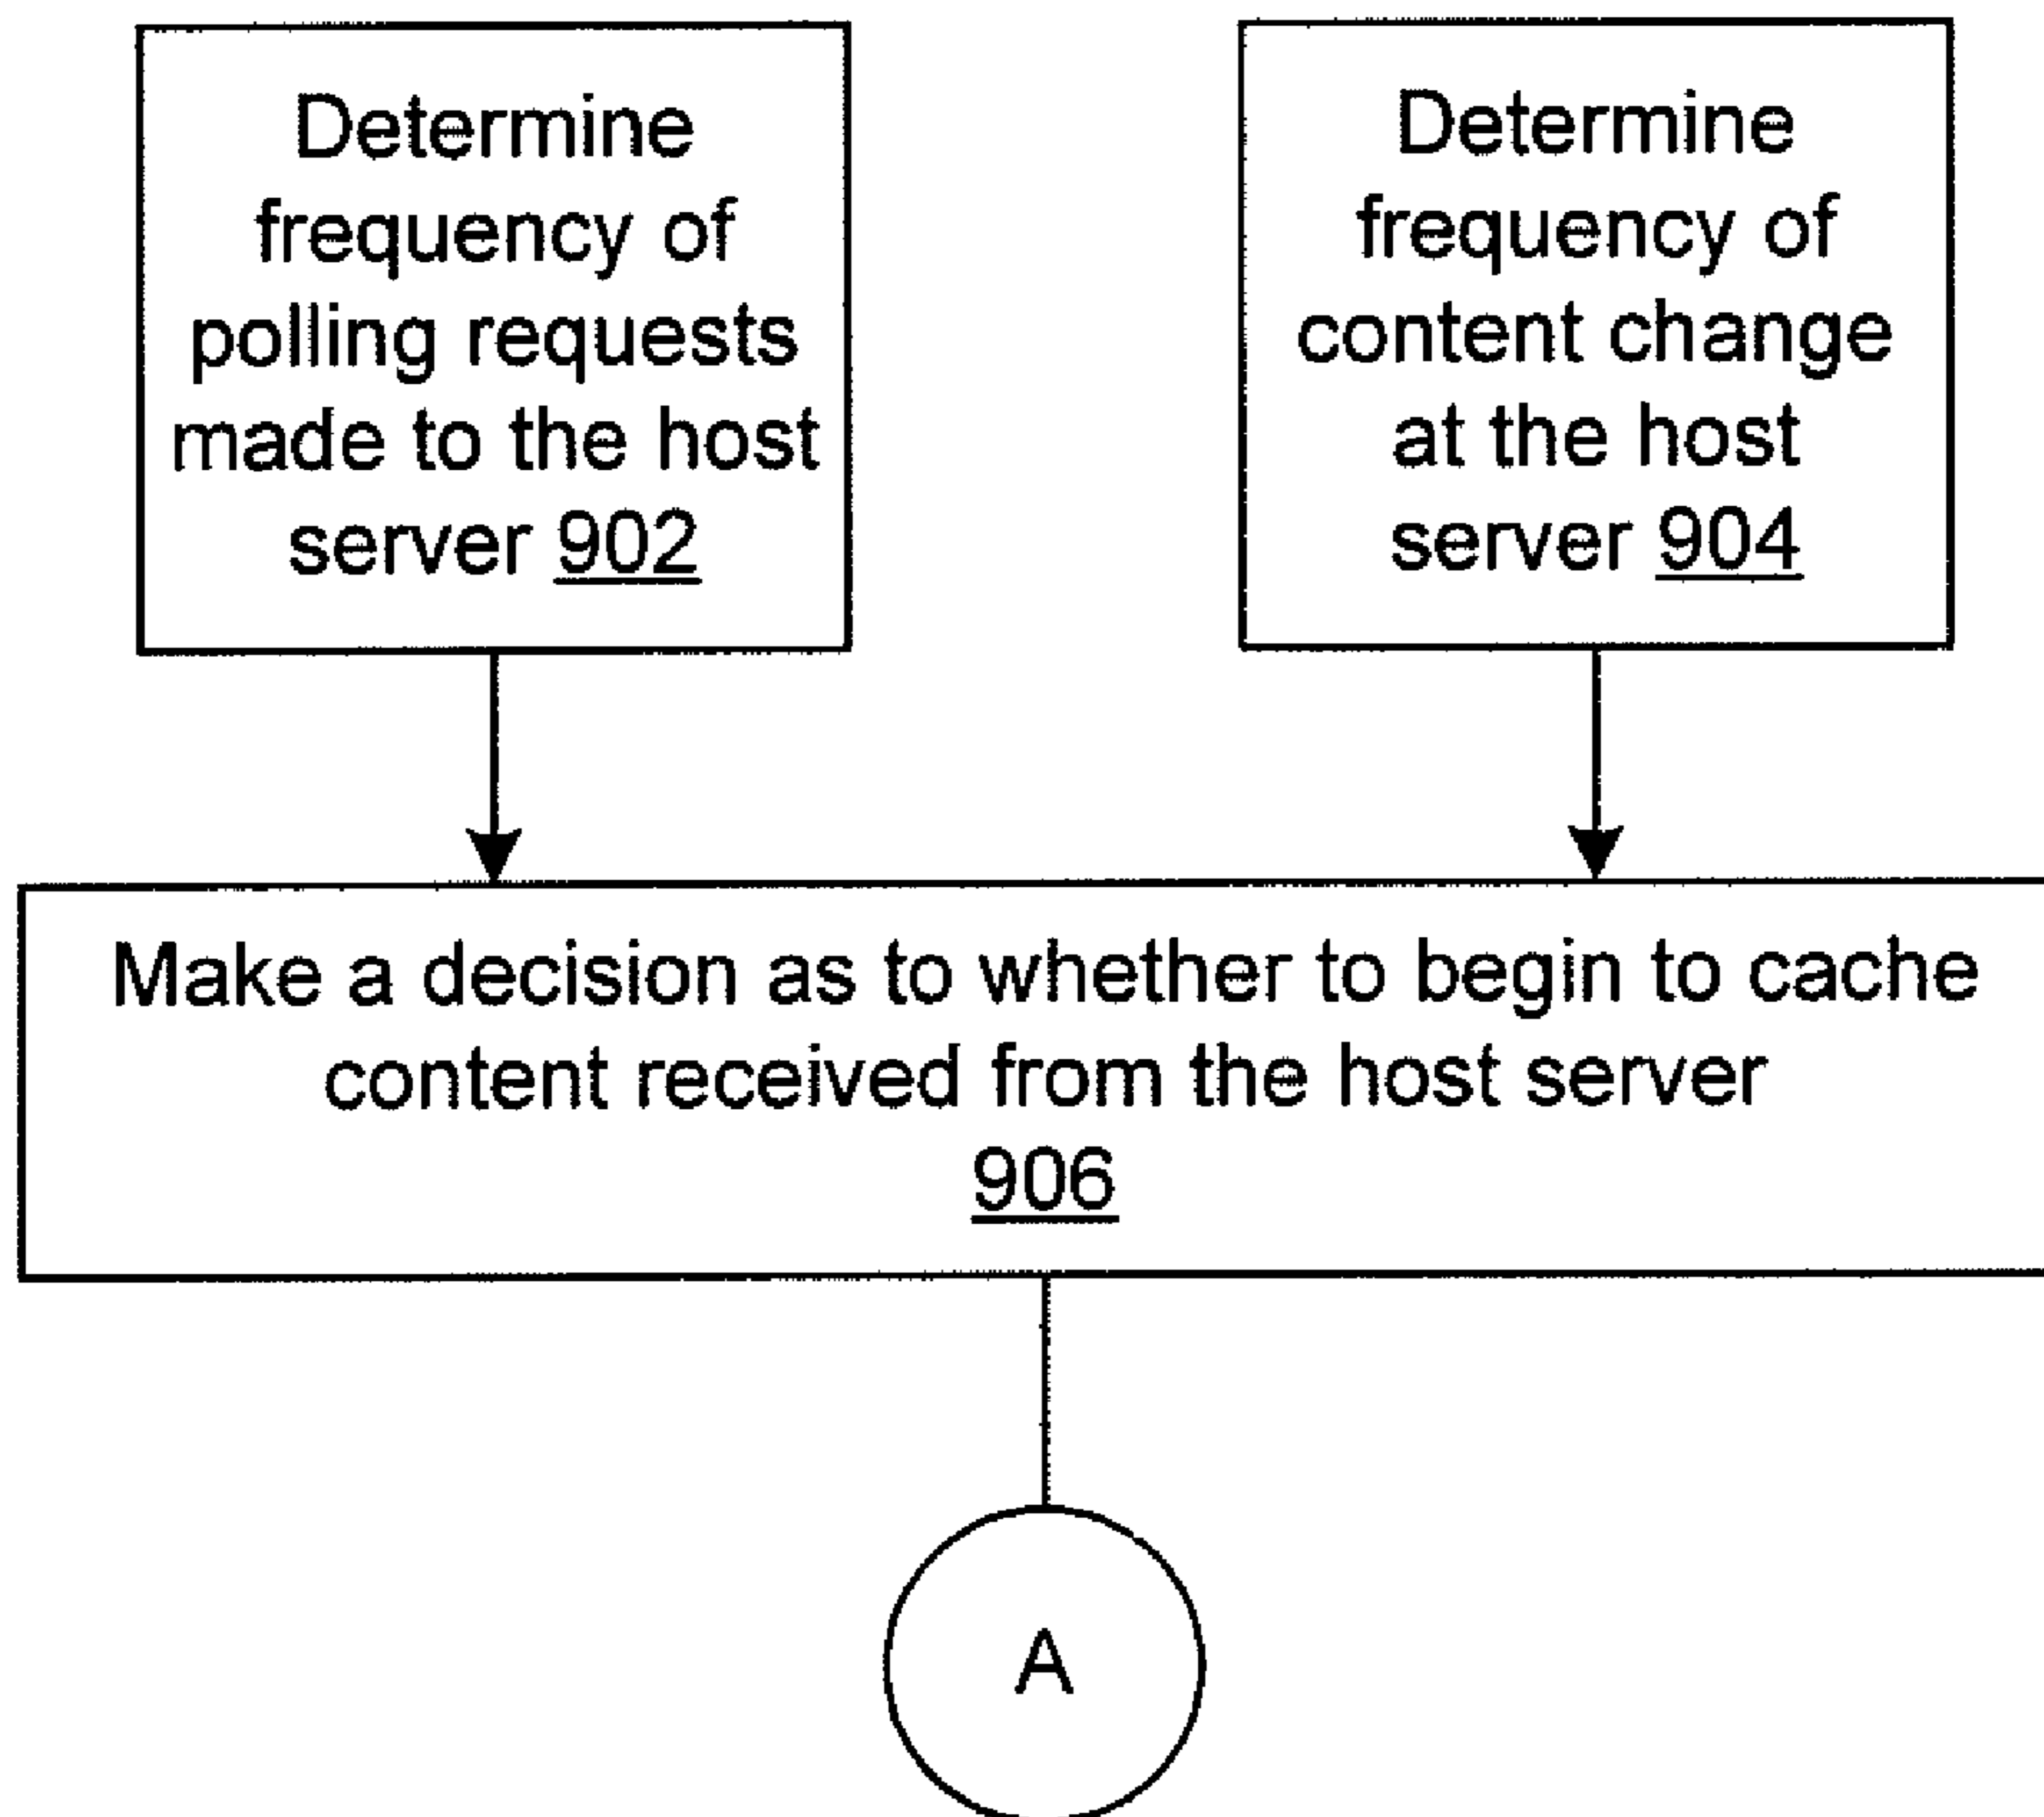 Determine
frequency of
polling requests
made to the host
server 902
Determine
frequency of
content change
at the host
server 904
Make a decision as to whether to begin to cache
content received from the host server
906
A